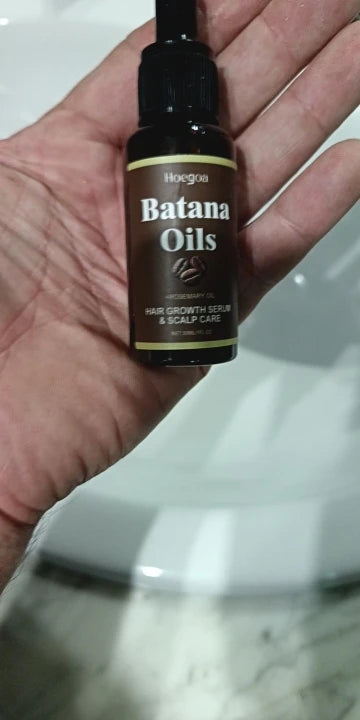 Hoegoa
Batana
Oils
+ROSEMARY OIL
HAIR GROWTH SERUM
& SCALP CARE